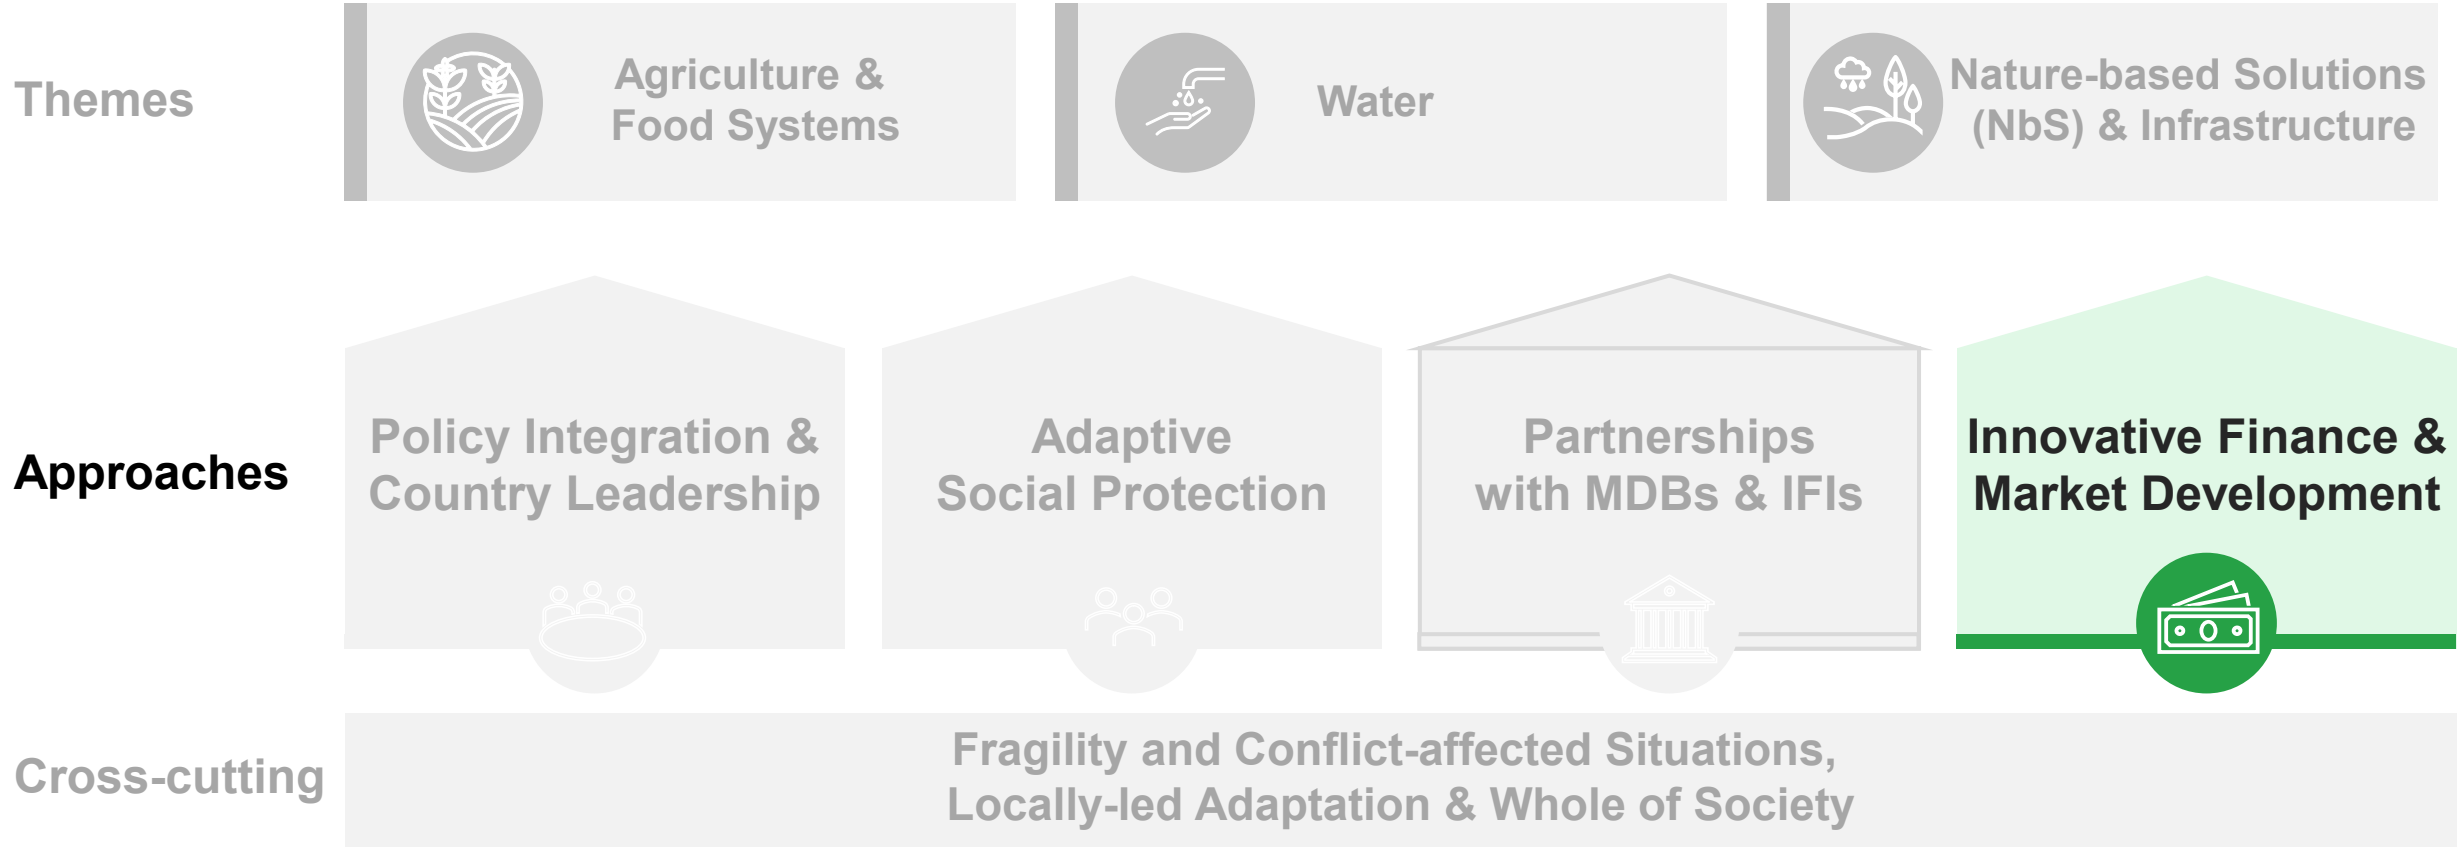 Themes
Agriculture &
Food Systems
Water
Nature-based Solutions
(NbS) & Infrastructure
Approaches
Policy Integration &
Country Leadership
Adaptive
Social Protection
Partnerships
with MDBs & IFIs
Innovative Finance &
Market Development
Cross-cutting
Fragility and Conflict-affected Situations,
Locally-led Adaptation & Whole of Society